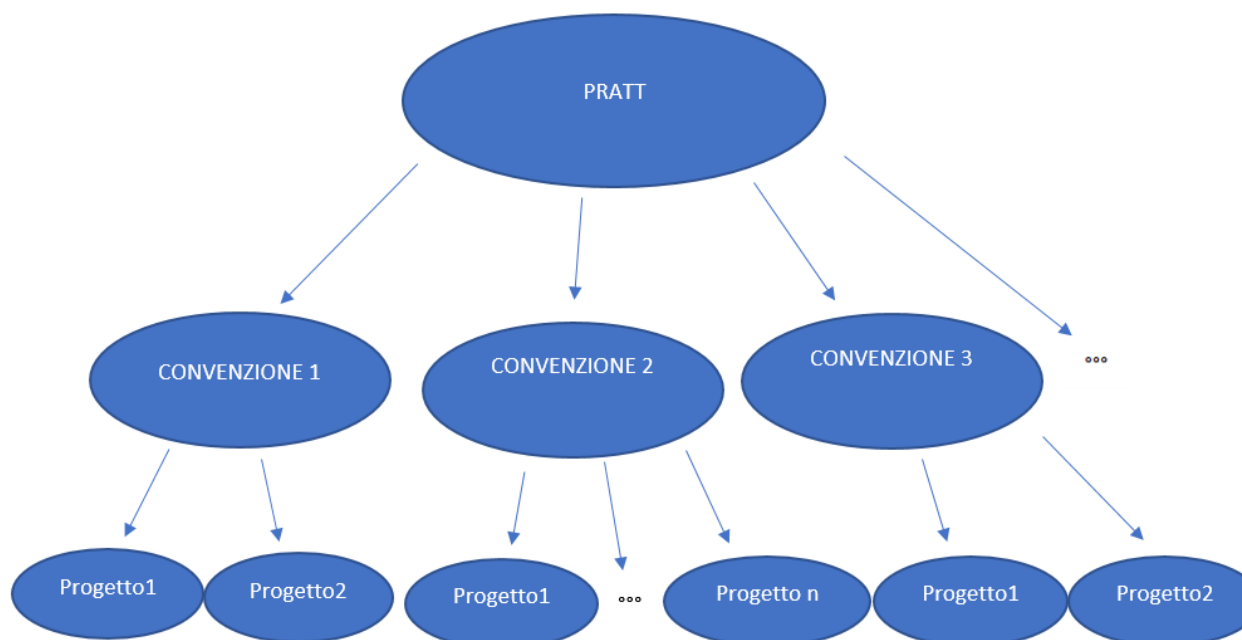 PRATT
CONVENZIONE 1
CONVENZIONE 2
CONVENZIONE 3
°°°
Progetto1
Progetto2
Progetto1
°°°
Progetto n
Progetto1
Progetto2